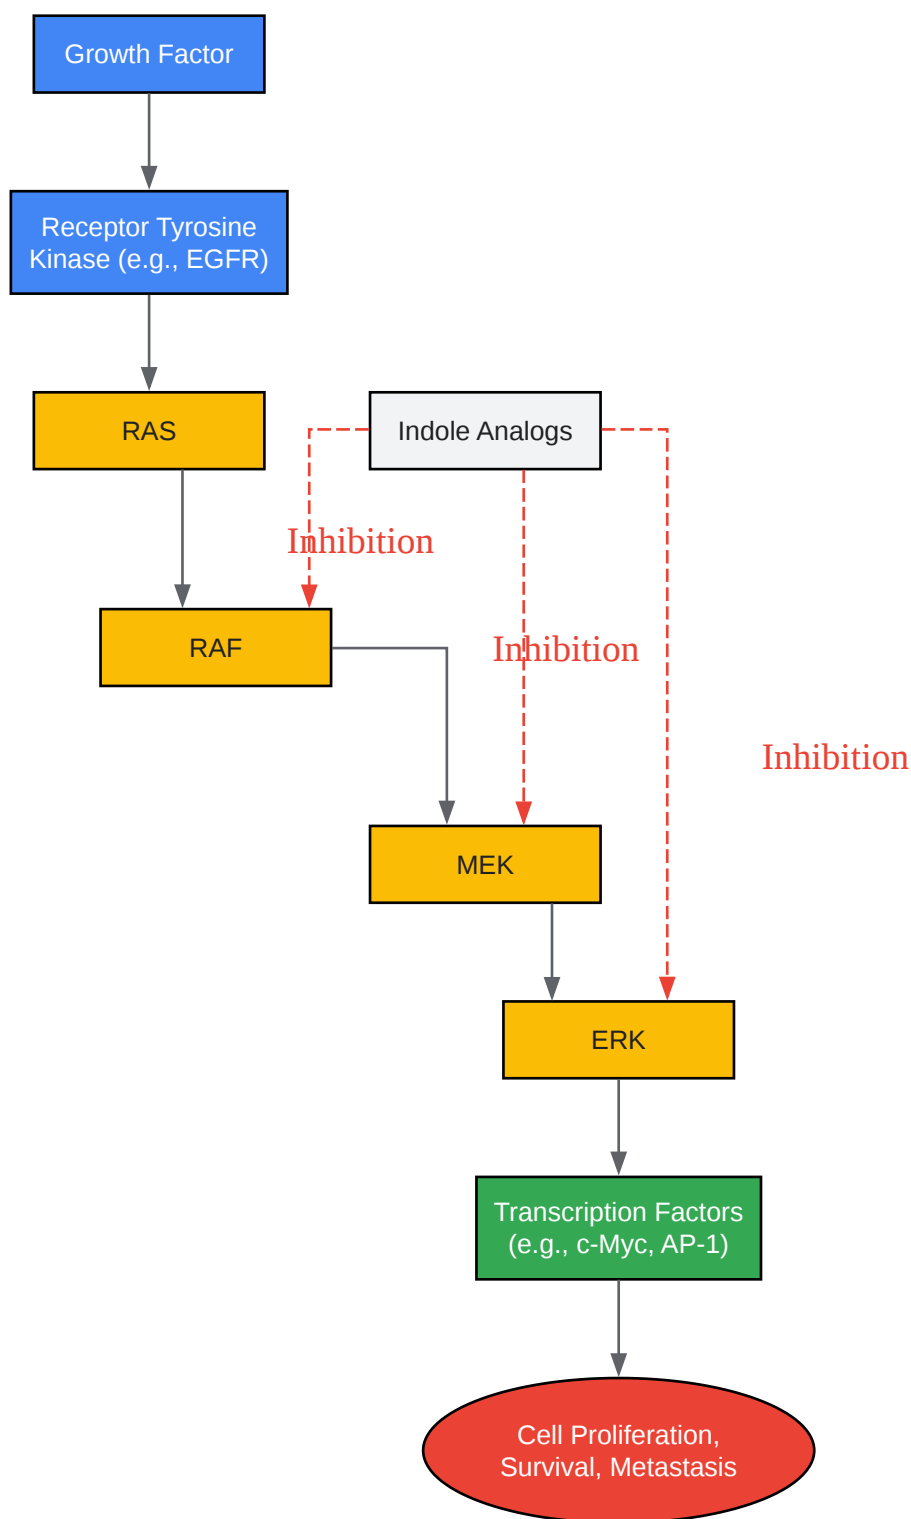 Growth Factor
Receptor Tyrosine
Kinase (e.g., EGFR)
RAS
Indole Analogs
Inhibition
RAF
Inhibition
Inhibition
MEK
ERK
Transcription Factors
(e.g., c-Myc, AP-1)
Cell Proliferation,
Survival, Metastasis